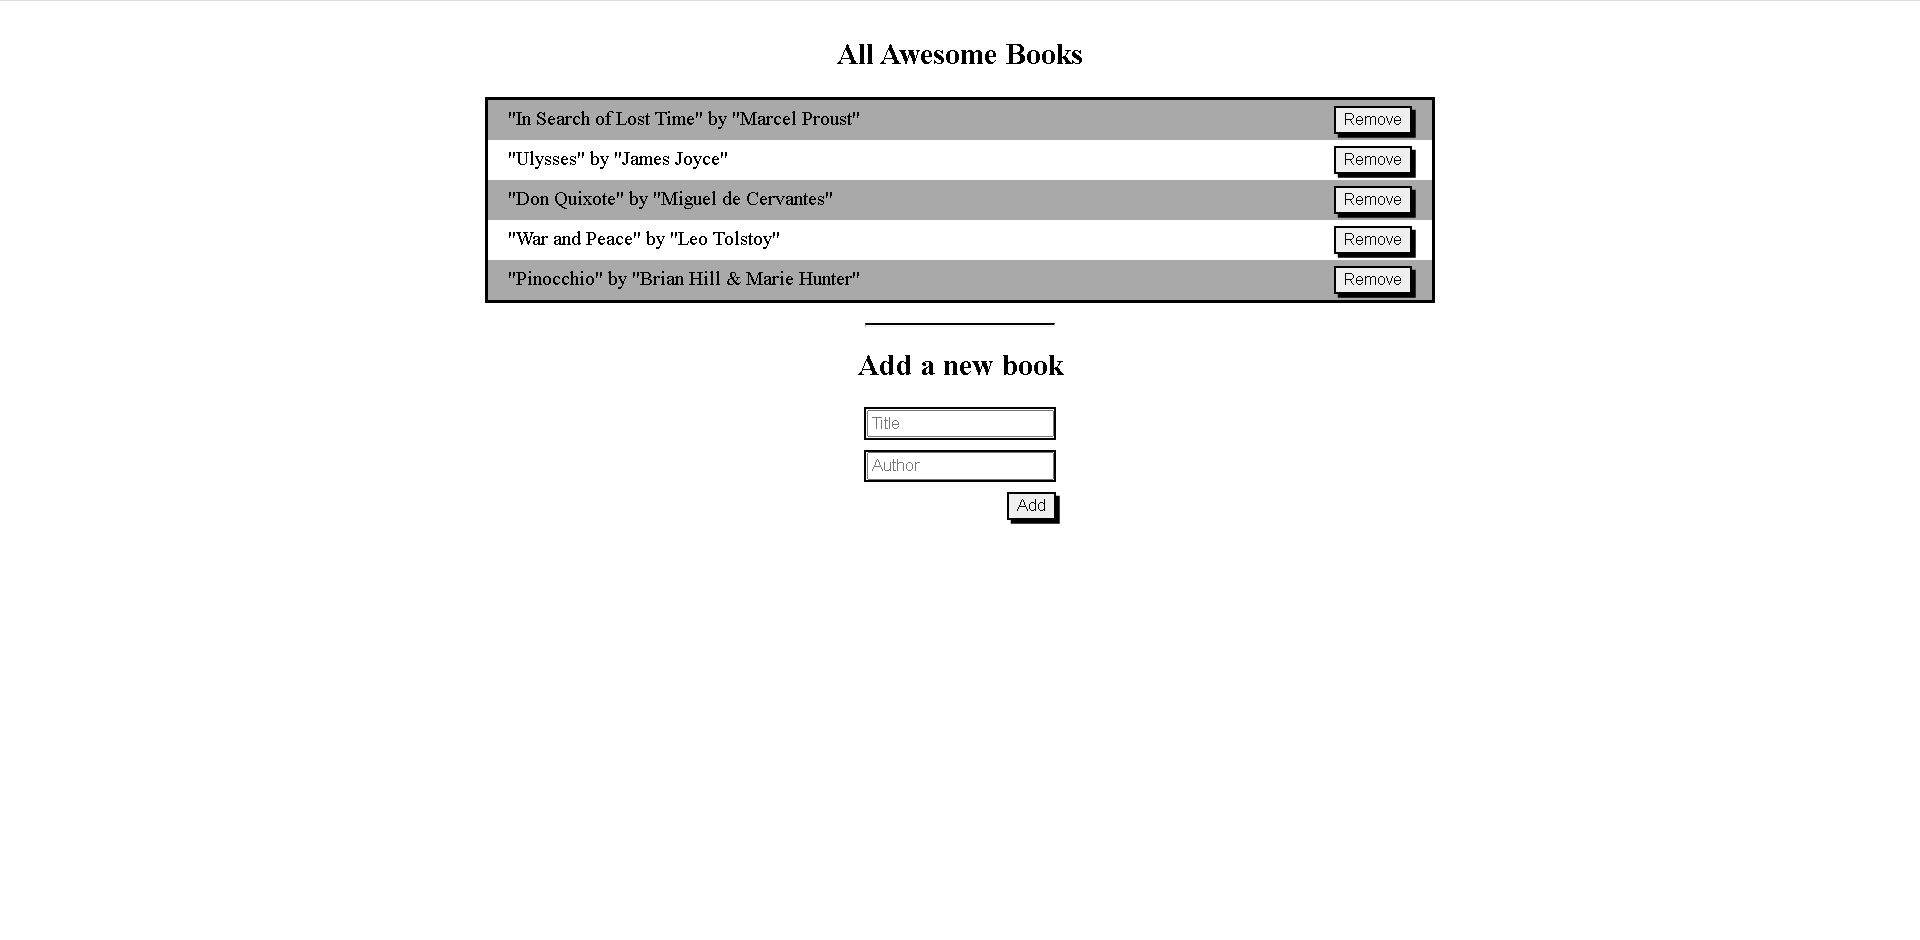 All Awesome Books
"In Search of Lost Time" by "Marcel Proust" Remove
"Ulysses" by "James Joyce" Remove
"Don Quixote" by "Miguel de Cervantes" Remove
"War and Peace" by "Leo Tolstoy" Remove
"Pinocchio" by "Brian Hill & Marie Hunter" Remove
Add a new book
Title
Author
Add